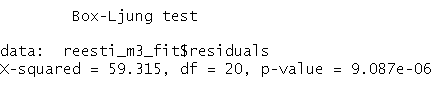 Box-Ljung test
data:  reesti_m3_fit$residuals
X-squared = 59.315, df = 20, p-value = 9.087e-06